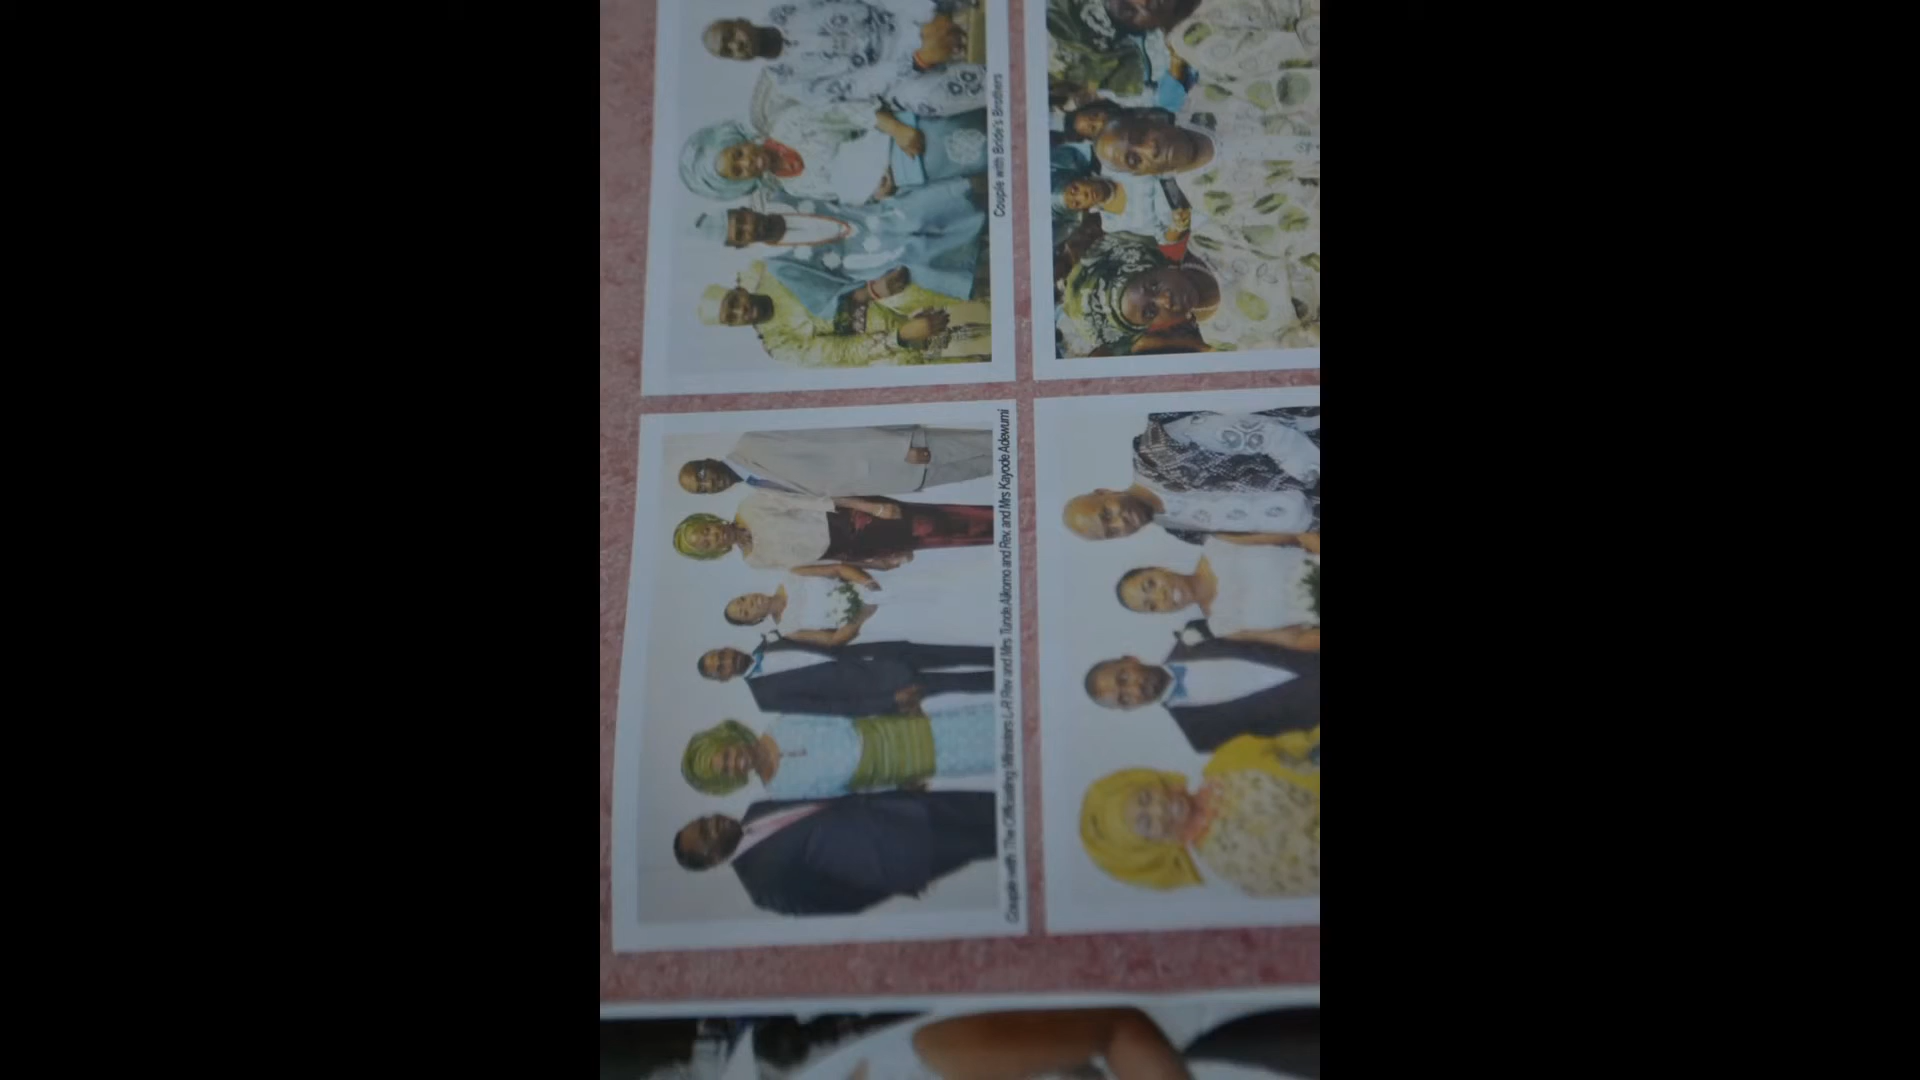 Couple with Bride's Brothers
Couple with The Officiating Ministers L-R Rev and Mrs Tunde Alkomo and Rev. and Mrs Kayode Adewumi